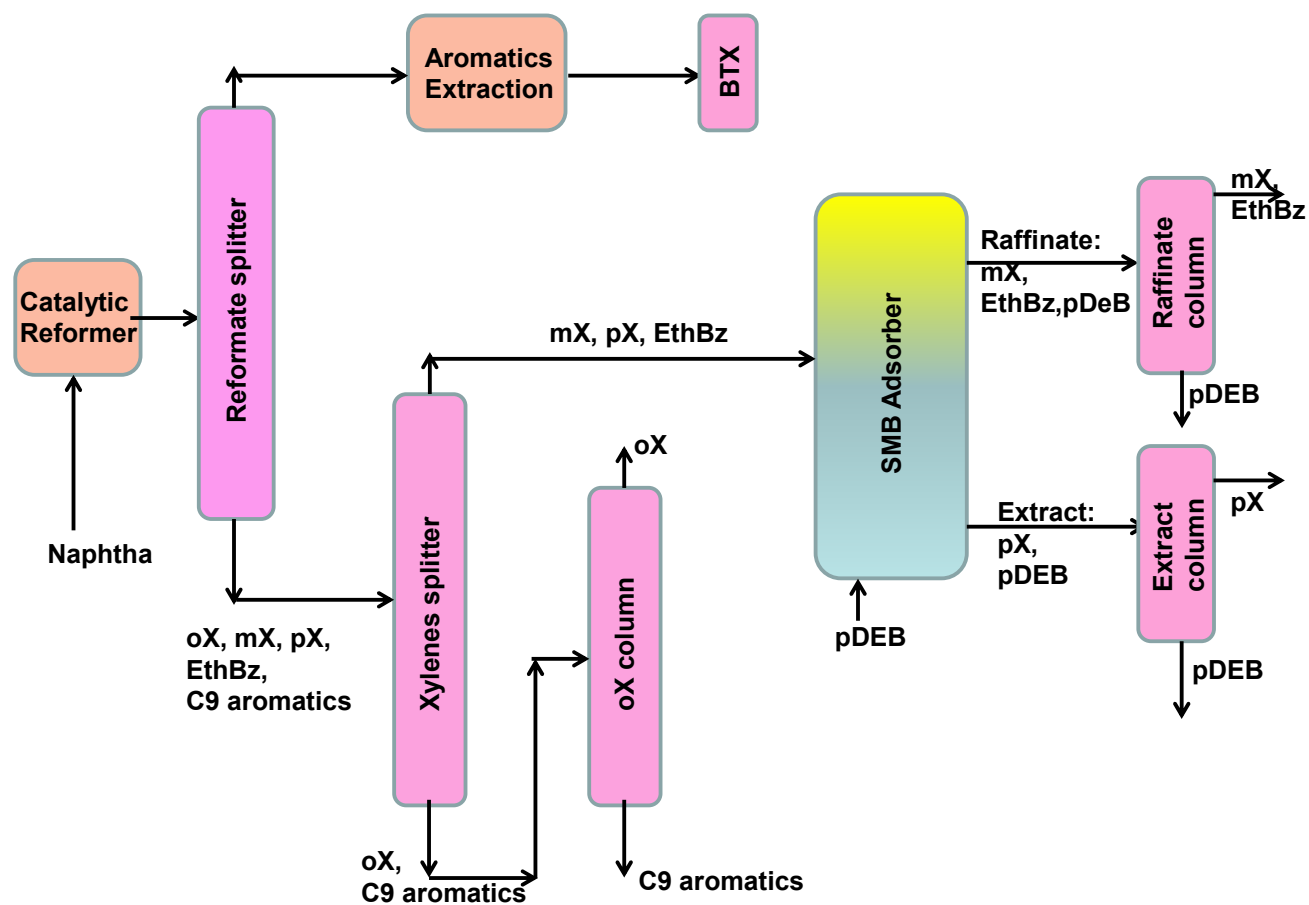 Aromatics
Extraction
BTX
Reformate splitter
Catalytic
Reformer
Naphtha
oX, mX, pX,
EthBz,
C9 aromatics
Xylenes splitter
mX, pX, EthBz
oX,
C9 aromatics
oX
oX column
C9 aromatics
SMB Adsorber
pDEB
Raffinate:
mX,
EthBz,pDeB
Raffinate
column
mX,
EthBz
pDEB
Extract:
pX,
pDEB
Extract
column
pX
pDEB